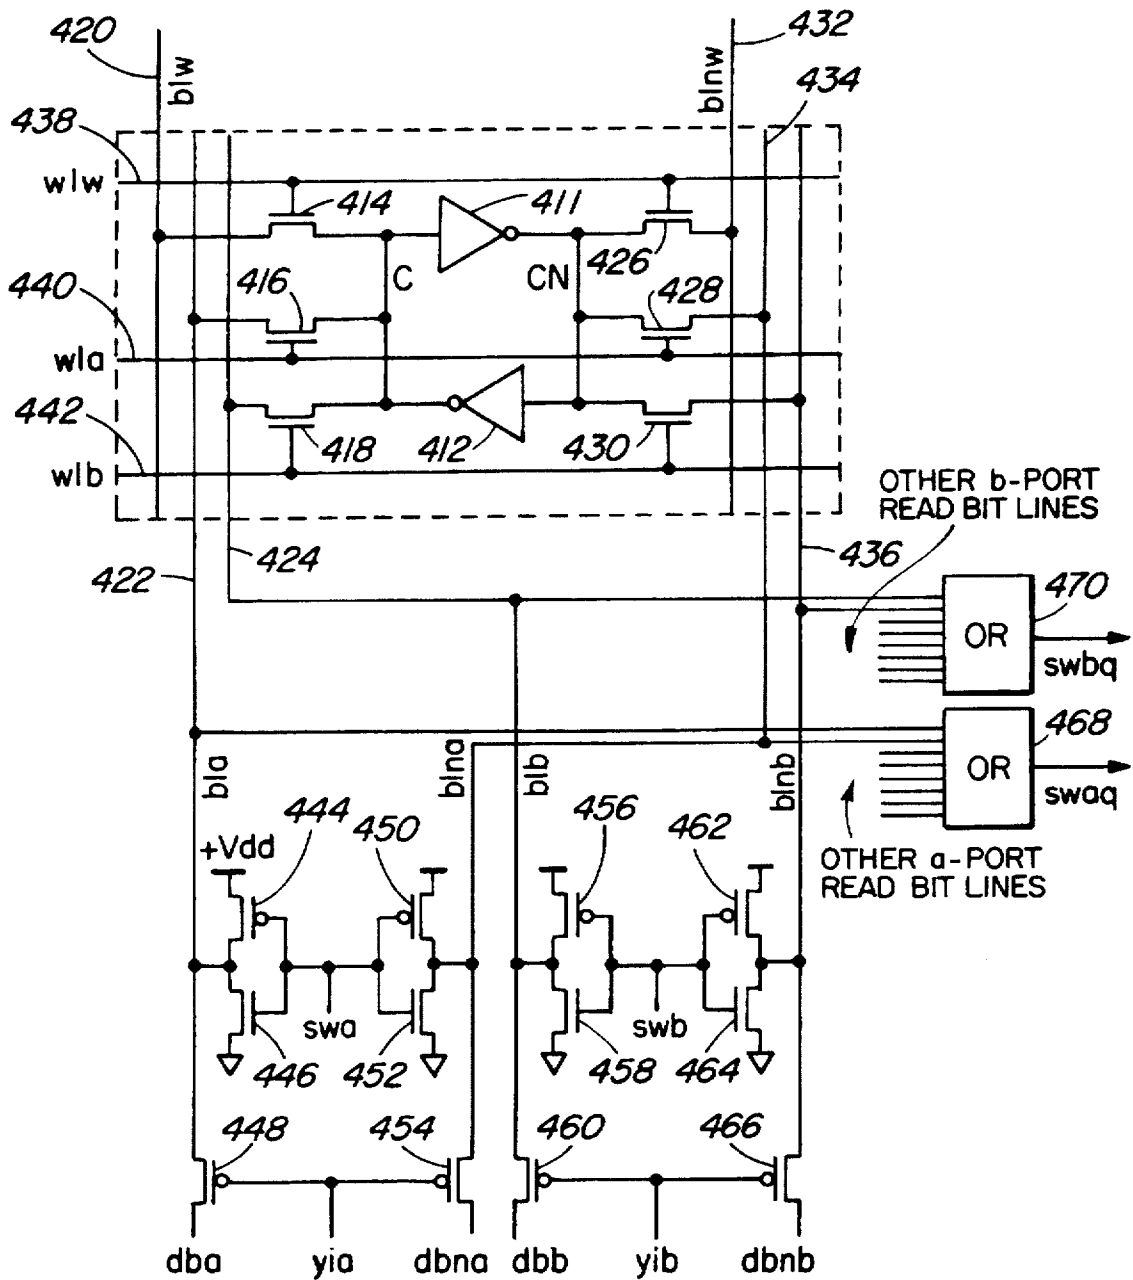 420
432
blw
blnw
434
438
wlw
414
411
426
C
CN
416
428
440
wla
442
418
412
430
wlb
OTHER b-PORT
READ BIT LINES
422
424
436
470
OR
swbq
468
OR
swaq
bla
blna
blb
blnb
OTHER a-PORT
READ BIT LINES
444
450
456
462
+Vdd
swa
swb
446
452
458
464
448
454
460
466
dba
yia
dbna
dbb
yib
dbnb